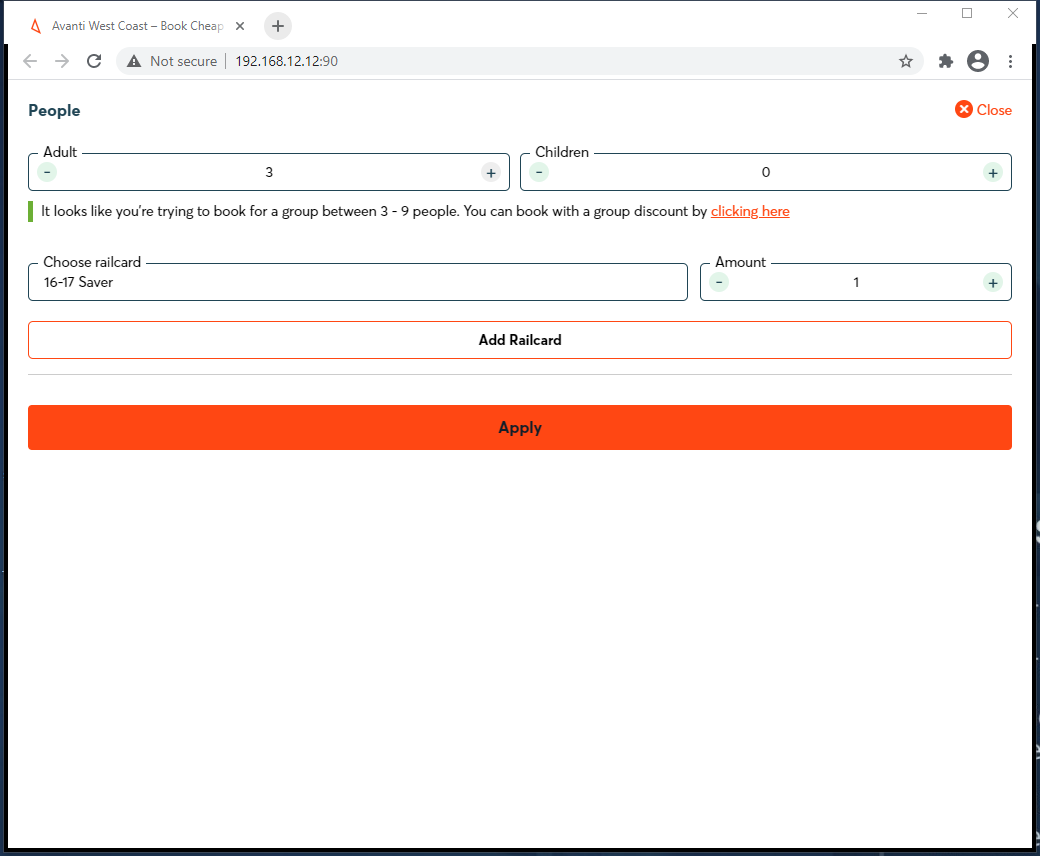 Avanti West Coast – Book Cheap
Not secure | 192.168.12.12:90
People
Close
Adult
- 3 +
Children
- 0 +
It looks like you're trying to book for a group between 3 - 9 people. You can book with a group discount by clicking here
Choose railcard
16-17 Saver
Amount
- 1 +
Add Railcard
Apply